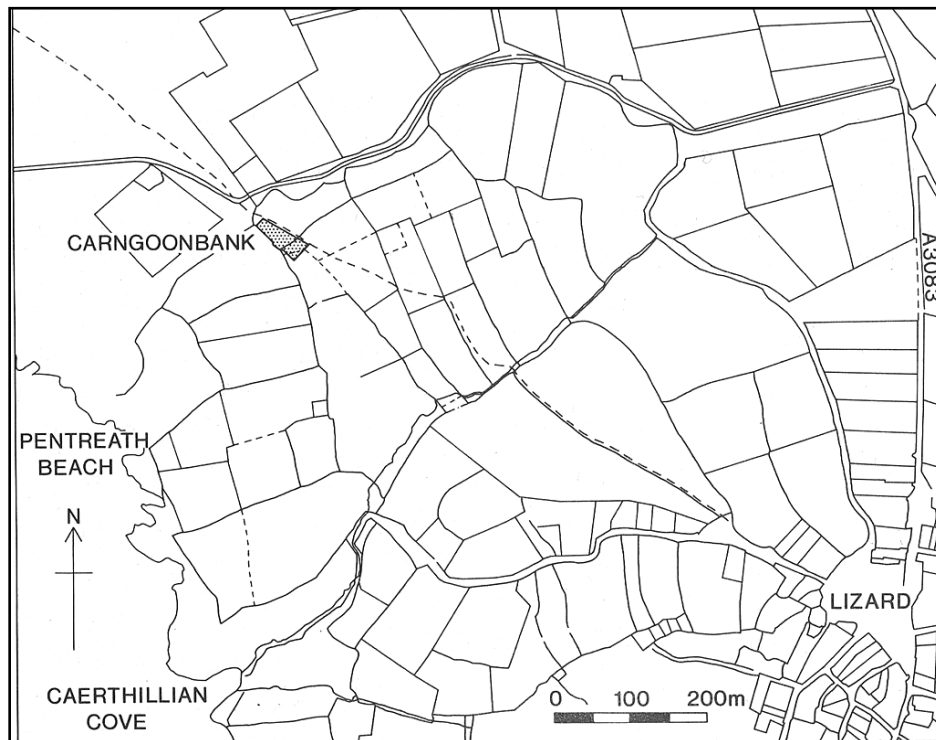 CARNGOONBANK
A3083
PENTREATH
BEACH
N
LIZARD
CAERTHILLIAN
COVE
0 100 200m